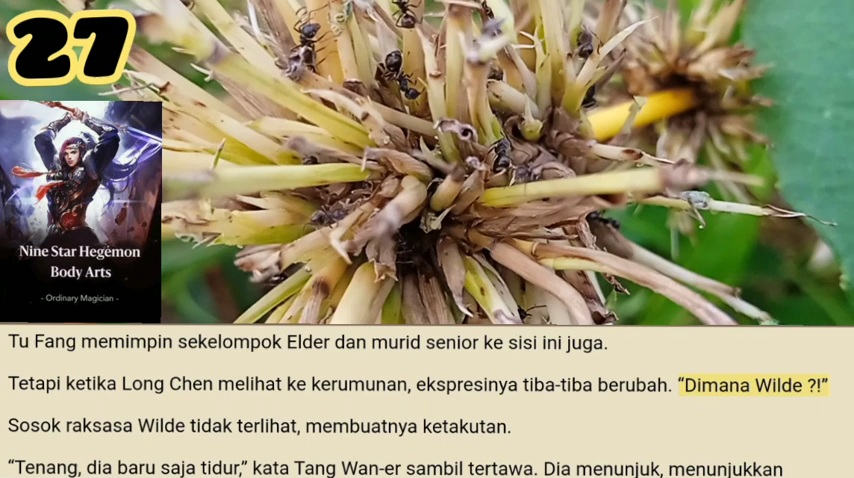 27
Nine Star Hegemon
Body Arts
- Ordinary Magician -
Tu Fang memimpin sekelompok Elder dan murid senior ke sisi ini juga.
Tetapi ketika Long Chen melihat ke kerumunan, ekspresinya tiba-tiba berubah. “Dimana Wilde ?!”
Sosok raksasa Wilde tidak terlihat, membuatnya ketakutan.
“Tenang, dia baru saja tidur,” kata Tang Wan-er sambil tertawa. Dia menunjuk, menunjukkan